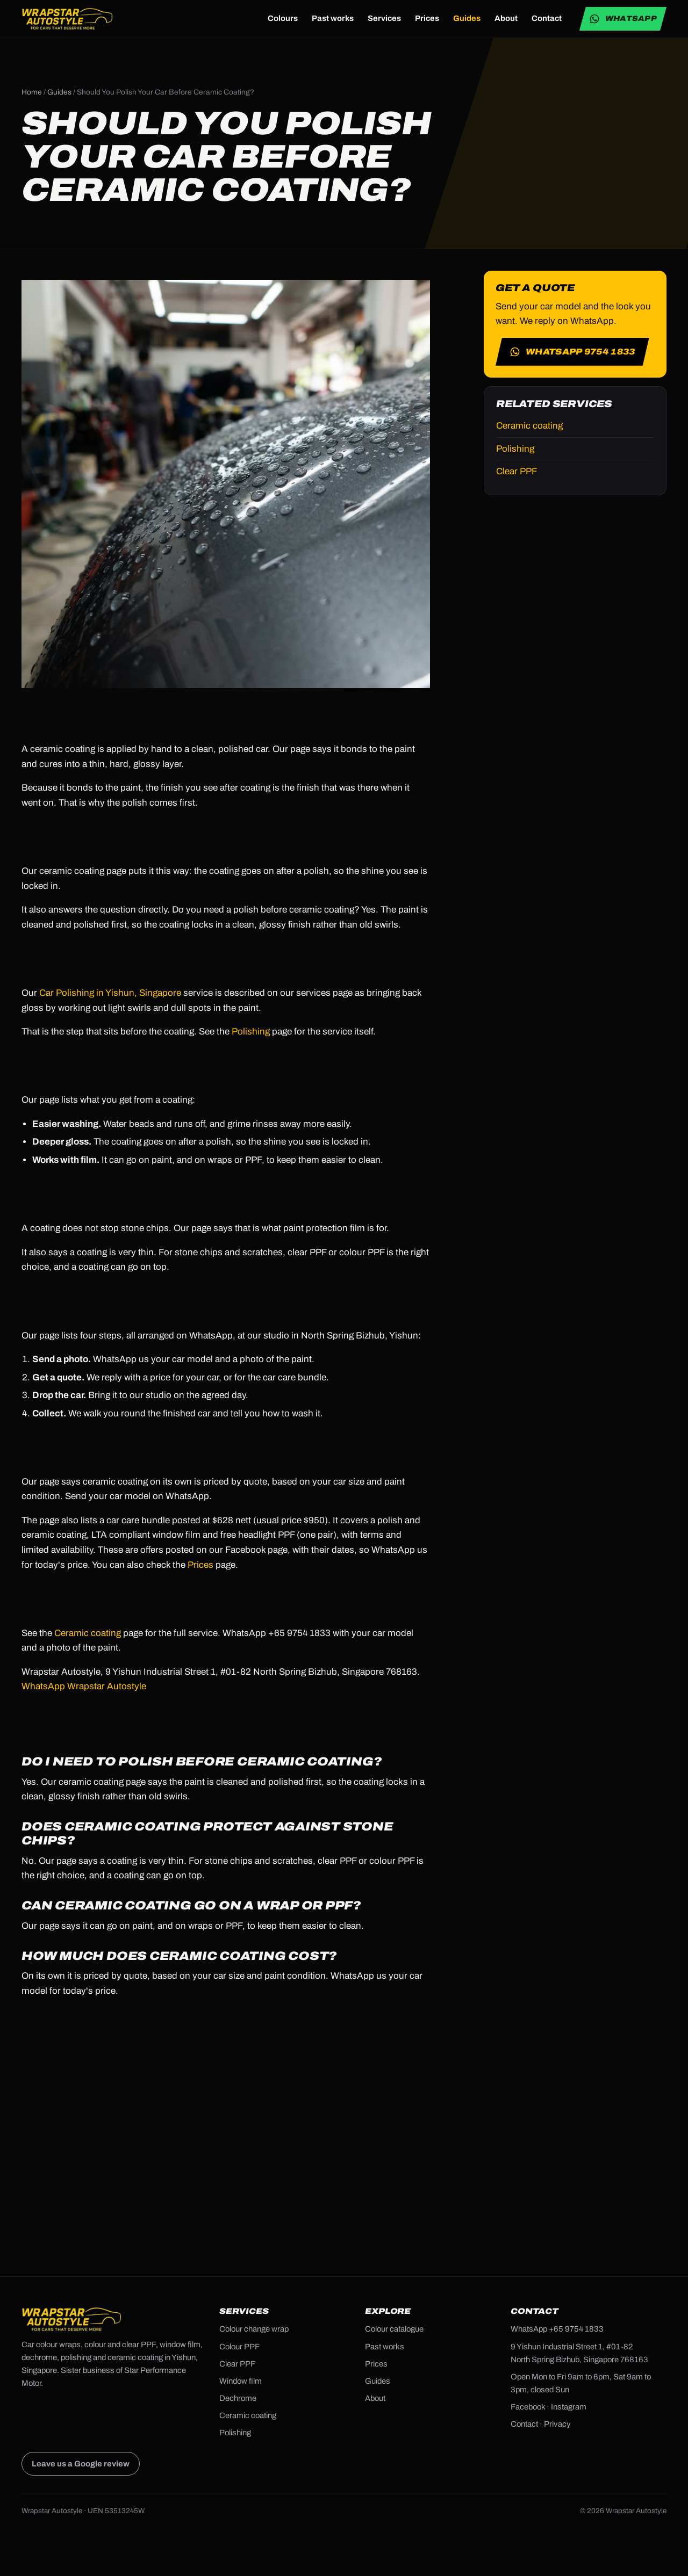 WRAPSTAR
AUTOSTYLE
FOR CARS THAT DESERVE MORE
Colours Past works Services Prices Guides About Contact WHATSAPP
Home / Guides / Should You Polish Your Car Before Ceramic Coating?
SHOULD YOU POLISH
YOUR CAR BEFORE
CERAMIC COATING?
GET A QUOTE
Send your car model and the look you
want. We reply on WhatsApp.
WHATSAPP 9754 1833
RELATED SERVICES
Ceramic coating
Polishing
Clear PPF
A ceramic coating is applied by hand to a clean, polished car. Our page says it bonds to the paint
and cures into a thin, hard, glossy layer.
Because it bonds to the paint, the finish you see after coating is the finish that was there when it
went on. That is why the polish comes first.
Our ceramic coating page puts it this way: the coating goes on after a polish, so the shine you see is
locked in.
It also answers the question directly. Do you need a polish before ceramic coating? Yes. The paint is
cleaned and polished first, so the coating locks in a clean, glossy finish rather than old swirls.
Our Car Polishing in Yishun, Singapore service is described on our services page as bringing back
gloss by working out light swirls and dull spots in the paint.
That is the step that sits before the coating. See the Polishing page for the service itself.
Our page lists what you get from a coating:
• Easier washing. Water beads and runs off, and grime rinses away more easily.
• Deeper gloss. The coating goes on after a polish, so the shine you see is locked in.
• Works with film. It can go on paint, and on wraps or PPF, to keep them easier to clean.
A coating does not stop stone chips. Our page says that is what paint protection film is for.
It also says a coating is very thin. For stone chips and scratches, clear PPF or colour PPF is the right
choice, and a coating can go on top.
Our page lists four steps, all arranged on WhatsApp, at our studio in North Spring Bizhub, Yishun:
1. Send a photo. WhatsApp us your car model and a photo of the paint.
2. Get a quote. We reply with a price for your car, or for the car care bundle.
3. Drop the car. Bring it to our studio on the agreed day.
4. Collect. We walk you round the finished car and tell you how to wash it.
Our page says ceramic coating on its own is priced by quote, based on your car size and paint
condition. Send your car model on WhatsApp.
The page also lists a car care bundle posted at $628 nett (usual price $950). It covers a polish and
ceramic coating, LTA compliant window film and free headlight PPF (one pair), with terms and
limited availability. These are offers posted on our Facebook page, with their dates, so WhatsApp us
for today's price. You can also check the Prices page.
See the Ceramic coating page for the full service. WhatsApp +65 9754 1833 with your car model
and a photo of the paint.
Wrapstar Autostyle, 9 Yishun Industrial Street 1, #01-82 North Spring Bizhub, Singapore 768163.
WhatsApp Wrapstar Autostyle
DO I NEED TO POLISH BEFORE CERAMIC COATING?
Yes. Our ceramic coating page says the paint is cleaned and polished first, so the coating locks in a
clean, glossy finish rather than old swirls.
DOES CERAMIC COATING PROTECT AGAINST STONE
CHIPS?
No. Our page says a coating is very thin. For stone chips and scratches, clear PPF or colour PPF is
the right choice, and a coating can go on top.
CAN CERAMIC COATING GO ON A WRAP OR PPF?
Our page says it can go on paint, and on wraps or PPF, to keep them easier to clean.
HOW MUCH DOES CERAMIC COATING COST?
On its own it is priced by quote, based on your car size and paint condition. WhatsApp us your car
model for today's price.
WRAPSTAR
AUTOSTYLE
FOR CARS THAT DESERVE MORE
Car colour wraps, colour and clear PPF, window film,
dechrome, polishing and ceramic coating in Yishun,
Singapore. Sister business of Star Performance
Motor.
Leave us a Google review
SERVICES
Colour change wrap
Colour PPF
Clear PPF
Window film
Dechrome
Ceramic coating
Polishing
EXPLORE
Colour catalogue
Past works
Prices
Guides
About
CONTACT
WhatsApp +65 9754 1833
9 Yishun Industrial Street 1, #01-82
North Spring Bizhub, Singapore 768163
Open Mon to Fri 9am to 6pm, Sat 9am to
3pm, closed Sun
Facebook · Instagram
Contact · Privacy
Wrapstar Autostyle · UEN 53513245W
© 2026 Wrapstar Autostyle